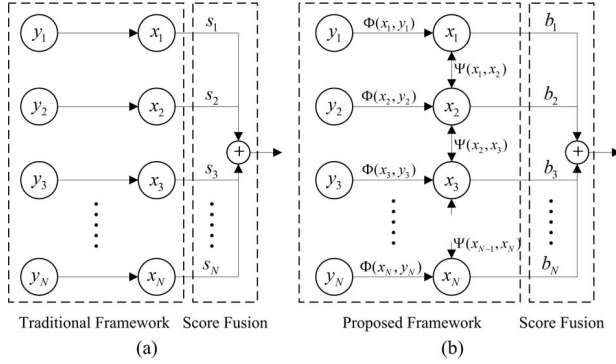 y1 x1 s1
y2 x2 s2
+
y3 x3 s3
yN xN sN
Traditional Framework Score Fusion
(a)
y1 Φ(x1, y1) x1 b1
Ψ(x1, x2)
y2 Φ(x2, y2) x2 b2
Ψ(x2, x3)
+
y3 Φ(x3, y3) x3 b3
Ψ(xN−1, xN)
yN Φ(xN, yN) xN bN
Proposed Framework Score Fusion
(b)